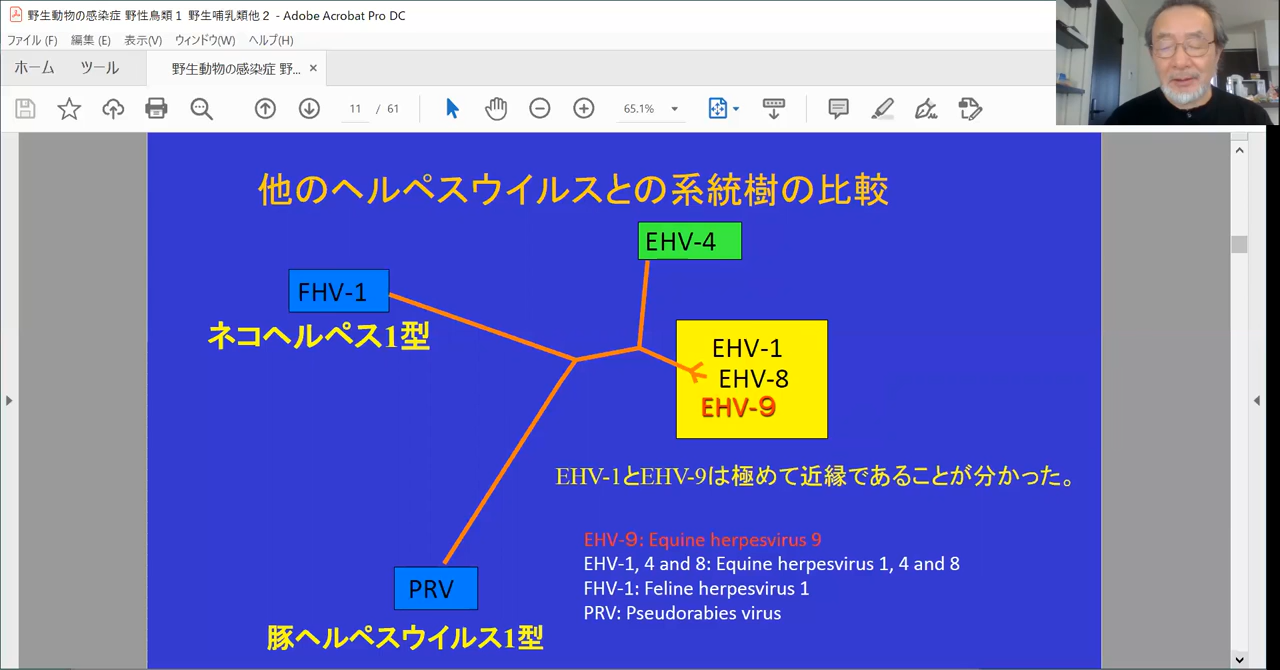 野生動物の感染症 野性鳥類１ 野生哺乳類他２ - Adobe Acrobat Pro DC
ファイル(F) 編集(E) 表示(V) ウィンドウ(W) ヘルプ(H)
ホーム ツール 野生動物の感染症 野... ×
11 / 61 65.1%
他のヘルペスウイルスとの系統樹の比較
EHV-4
FHV-1
ネコヘルペス1型
EHV-1
EHV-8
EHV-9
EHV-1とEHV-9は極めて近縁であることが分かった。
EHV-9: Equine herpesvirus 9
EHV-1, 4 and 8: Equine herpesvirus 1, 4 and 8
FHV-1: Feline herpesvirus 1
PRV: Pseudorabies virus
PRV
豚ヘルペスウイルス1型